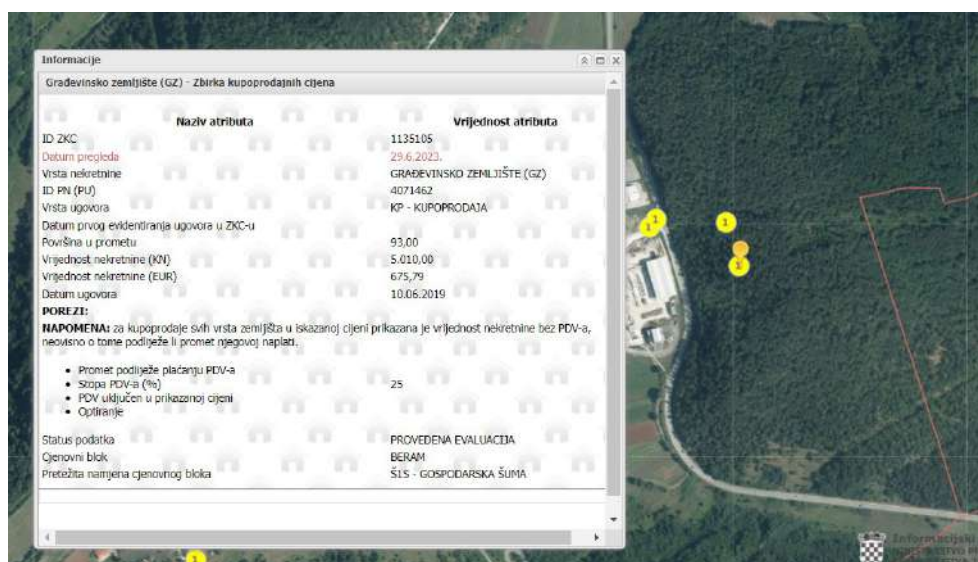 Informacije
Građevinsko zemljište (GZ) - Zbirka kupoprodajnih cijena
Naziv atributa Vrijednost atributa
ID ZKC 1135105
Datum pregleda 29.6.2023.
Vrsta nekretnine GRAĐEVINSKO ZEMLJIŠTE (GZ)
ID PN (PU) 4071462
Vrsta ugovora KP - KUPOPRODAJA
Datum prvog evidentiranja ugovora u ZKC-u
Površina u prometu 93,00
Vrijednost nekretnine (KN) 5.010,00
Vrijednost nekretnine (EUR) 675,79
Datum ugovora 10.06.2019
POREZI:
NAPOMENA: za kupoprodaje svih vrsta zemljišta u iskazanoj cijeni prikazana je vrijednost nekretnine bez PDV-a,
neovisno o tome podliježe li promet njegovoj naplati.
• Promet podliježe plaćanju PDV-a
• Stopa PDV-a (%) 25
• PDV uključen u prikazanoj cijeni
• Optiranje
Status podatka PROVEDENA EVALUACIJA
Cjenovni blok BERAM
Pretežita namjena cjenovnog bloka Š1S - GOSPODARSKA ŠUMA
1
1
1
1
1
Informacijski